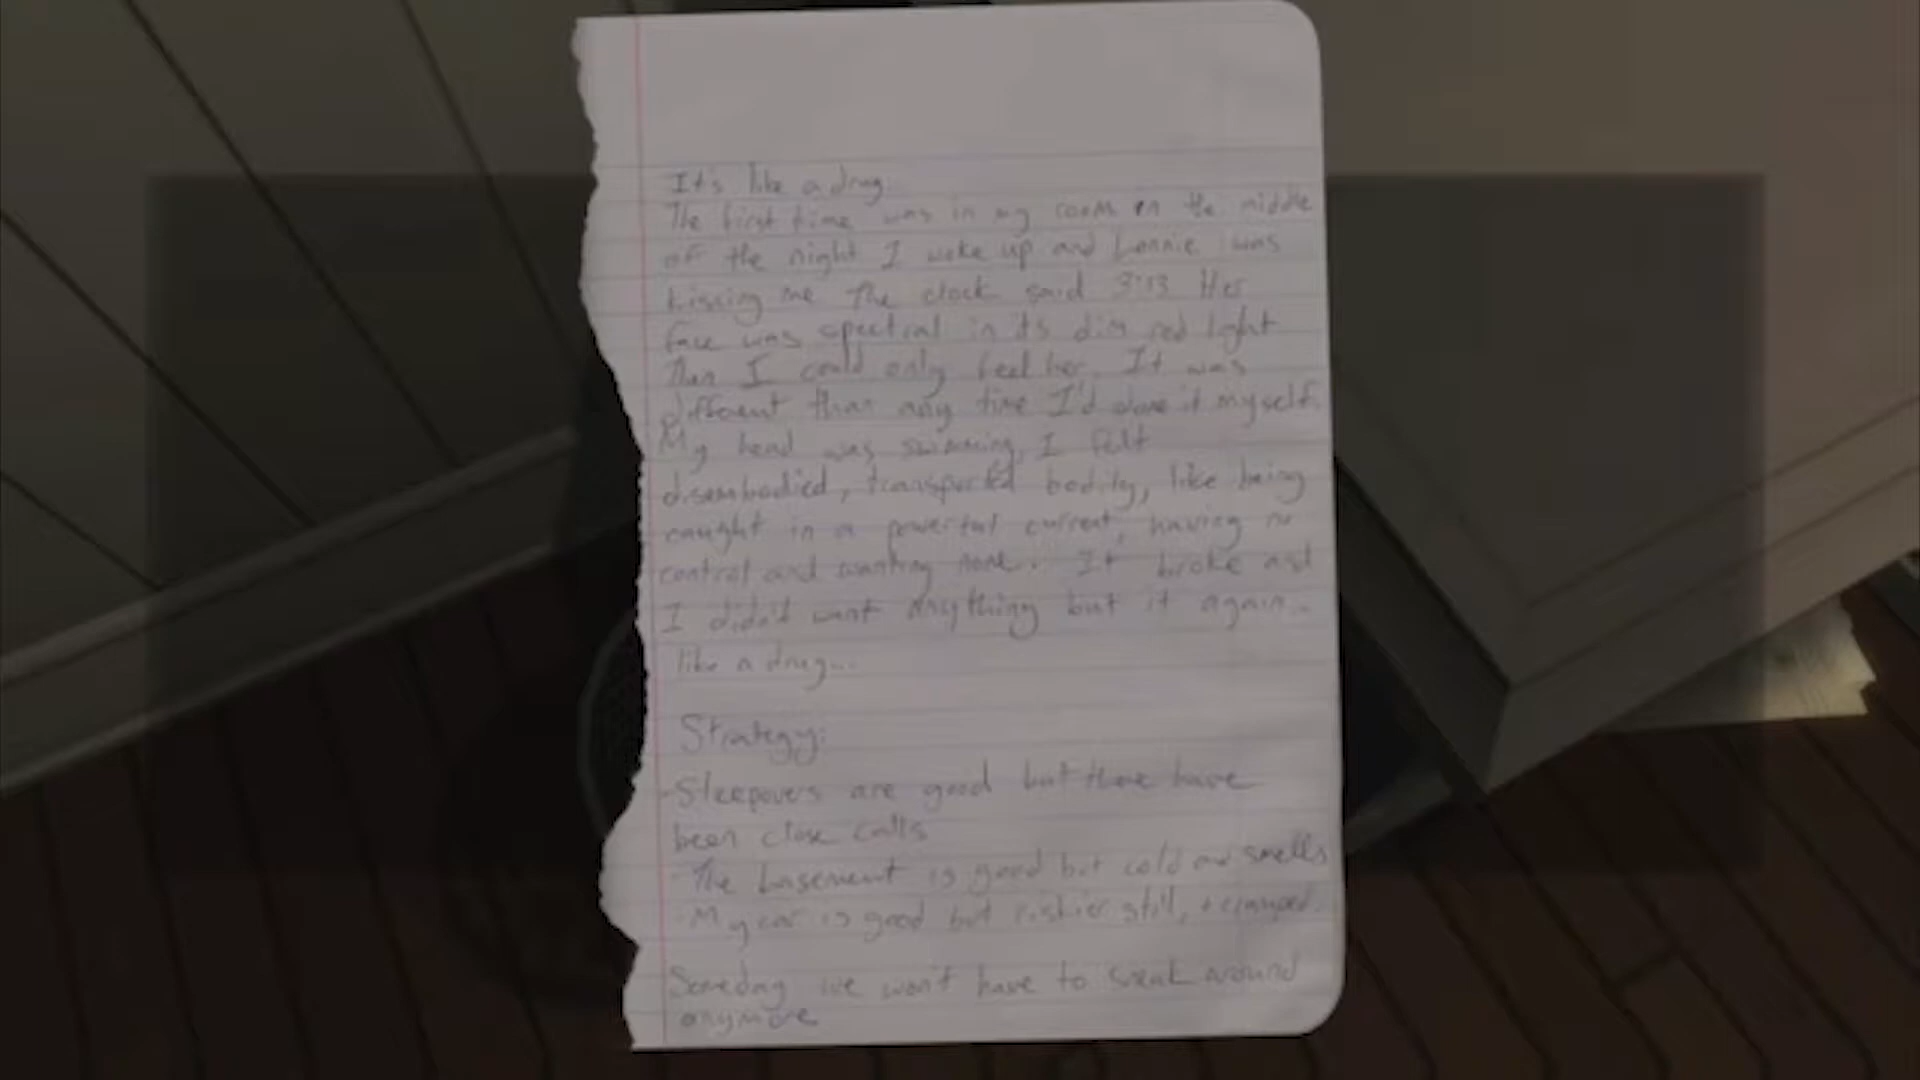 It's like a drug...
The first time was in my room in the middle
of the night I woke up and Lonnie was
kissing me The clock said 3:13 Her
face was spectral in its dim red light
Then I could only feel her. It was
different than any time I'd done it myself.
My head was swimming, I felt
disembodied, transported bodily, like being
caught in a powerful current, having no
control and wanting none. It broke and
I didn't want anything but it again...
like a drug...
Strategy:
-Sleepovers are good but there have
been close calls
-The basement is good but cold and smells
-My car is good but riskier still, + cramped.
Someday we won't have to sneak around
anymore